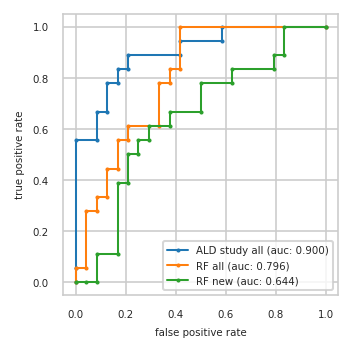 1.0
0.8
0.6
0.4
0.2
0.0
true positive rate
ALD study all (auc: 0.900)
RF all (auc: 0.796)
RF new (auc: 0.644)
0.0 0.2 0.4 0.6 0.8 1.0
false positive rate